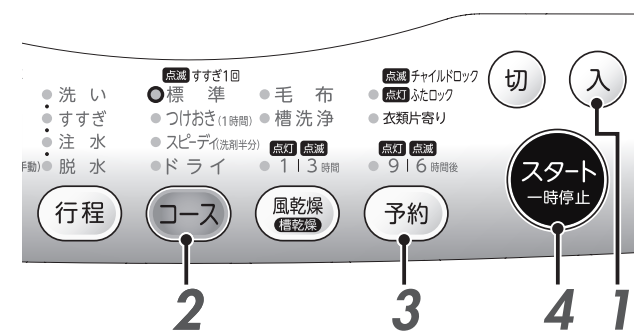 点滅 すすぎ1回
洗い
すすぎ
注水
手動)
脱水
標準
つけおき(1時間)
スピーディ(洗剤半分)
ドライ
毛布
槽洗浄
点灯 点滅
1 3時間
点滅 チャイルドロック
点灯 ふたロック
衣類片寄り
点灯 点滅
9 6時間後
切
入
行程
コース
風乾燥
槽乾燥
予約
スタート
一時停止
2
3
4
1